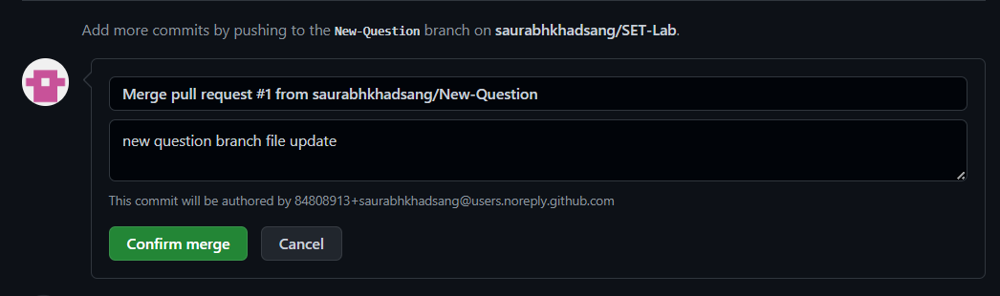 Add more commits by pushing to the New-Question branch on saurabhkhadsang/SET-Lab.
Merge pull request #1 from saurabhkhadsang/New-Question
new question branch file update
This commit will be authored by 84808913+saurabhkhadsang@users.noreply.github.com
Confirm merge Cancel